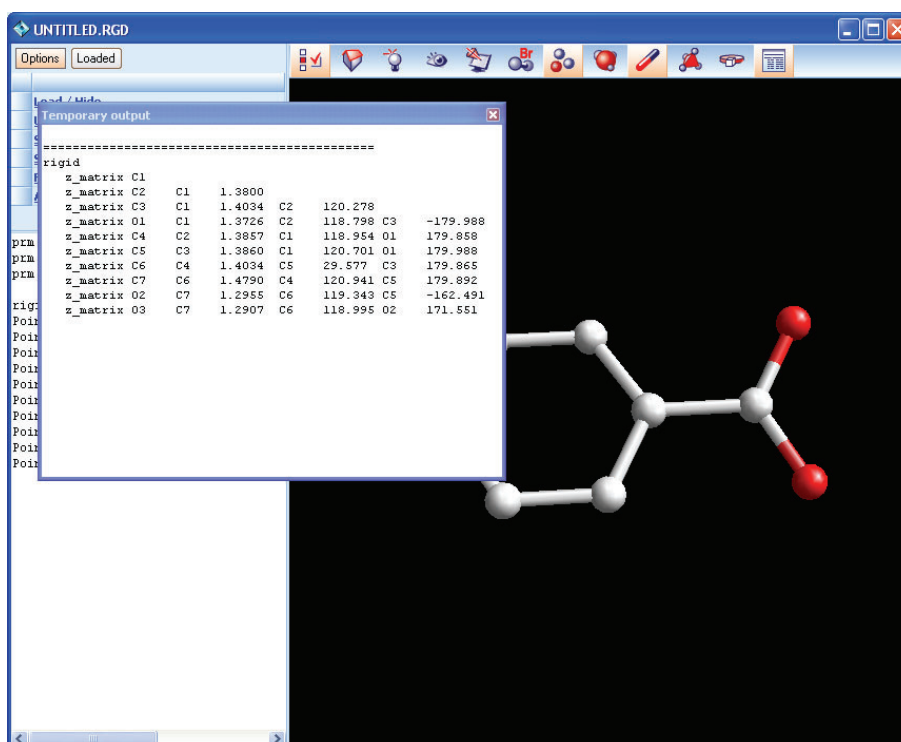 UNTITLED.RGD
Options Loaded
Br
Load / Hide
Temporary output
==============================================
rigid
z_matrix C1
z_matrix C2 C1 1.3800
z_matrix C3 C1 1.4034 C2 120.278
z_matrix O1 C1 1.3726 C2 118.798 C3 -179.988
z_matrix C4 C2 1.3857 C1 118.954 O1 179.858
z_matrix C5 C3 1.3860 C1 120.701 O1 179.988
z_matrix C6 C4 1.4034 C5 29.577 C3 179.865
z_matrix C7 C6 1.4790 C4 120.941 C5 179.892
z_matrix O2 C7 1.2955 C6 119.343 C5 -162.491
z_matrix O3 C7 1.2907 C6 118.995 O2 171.551
prm
prm
prm
rig
Poi
Poi
Poi
Poi
Poi
Poi
Poi
Poi
Poi
Poi